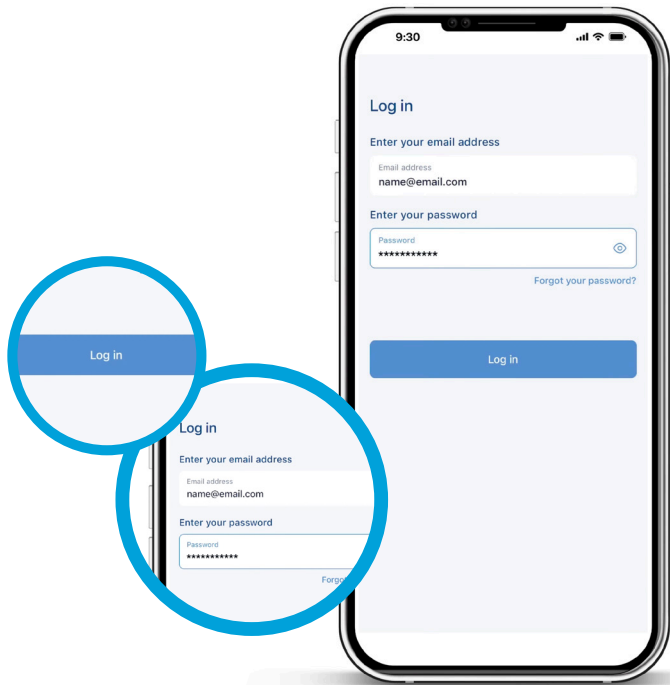 9:30
Log in
Enter your email address
Email address
name@email.com
Enter your password
Password
***********
Forgot your password?
Log in
Log in
Log in
Enter your email address
Email address
name@email.com
Enter your password
Password
***********
Forgo